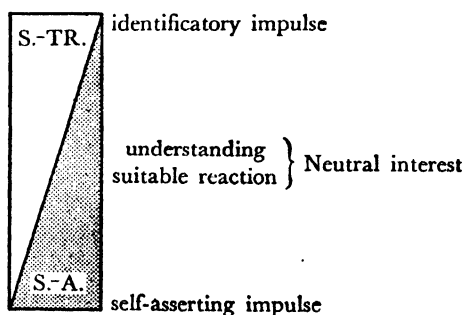 S.-TR.
identificatory impulse
understanding
suitable reaction
Neutral interest
S.-A.
self-asserting impulse